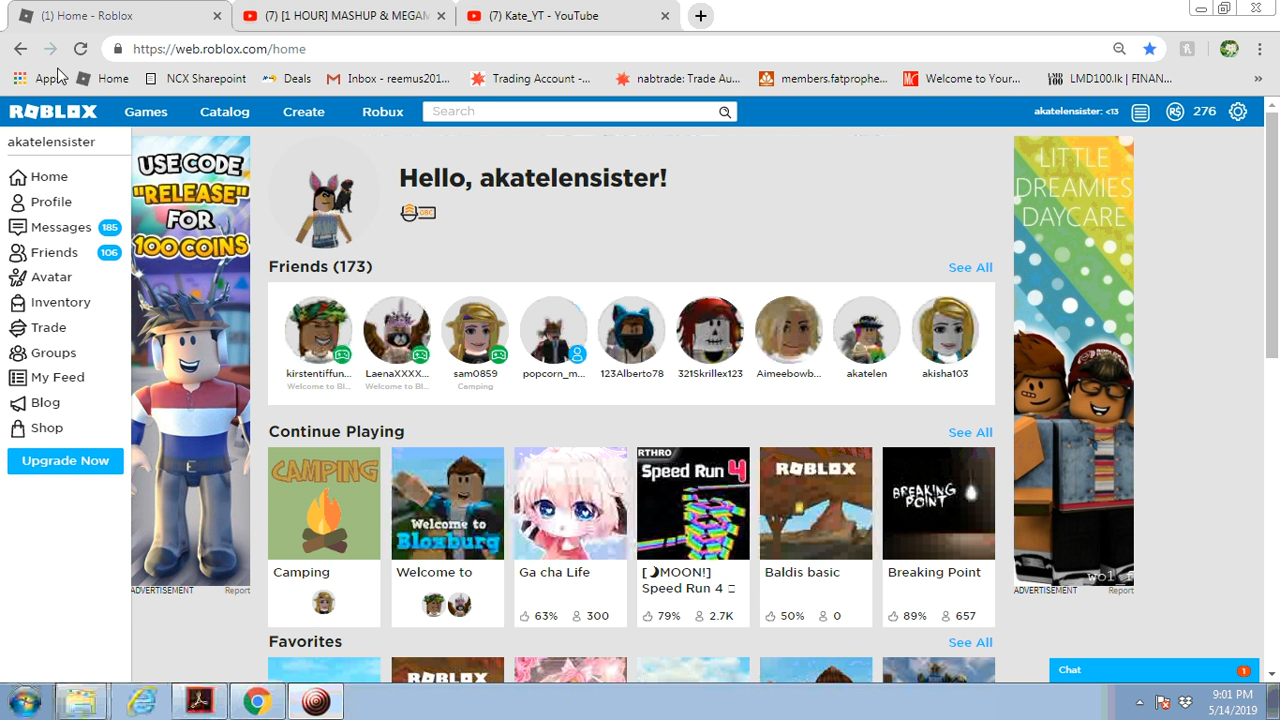 (1) Home - Roblox
(7) [1 HOUR] MASHUP & MEGAM
(7) Kate_YT - YouTube
https://web.roblox.com/home
Apps
Home
NCX Sharepoint
Deals
Inbox - reemus201...
Trading Account -...
nabtrade: Trade Au...
members.fatprophe...
Welcome to Your...
LMD100.lk | FINAN...
ROBLOX
Games
Catalog
Create
Robux
Search
akatelensister: <13
276
akatelensister
Home
Profile
Messages 185
Friends 106
Avatar
Inventory
Trade
Groups
My Feed
Blog
Shop
Upgrade Now
USE CODE
"RELEASE"
FOR
100 COINS
ADVERTISEMENT
Report
Hello, akatelensister!
OBC
Friends (173)
See All
kirstentiffun...
Welcome to Bl...
LaenaXXXX...
Welcome to Bl...
sam0859
Camping
popcorn_m...
123Alberto78
321Skrillex123
Aimeebowb...
akatelen
akisha103
Continue Playing
See All
CAMPING
Welcome to
Bloxburg
RTHRO
Speed Run 4
ROBLOX
BREAKING
POINT
Camping
Welcome to
Ga cha Life
63% 300
[🌙MOON!]
Speed Run 4
79% 2.7K
Baldis basic
50% 0
Breaking Point
89% 657
Favorites
See All
ROBLOX
LITTLE
DREAMIES
DAYCARE
ADVERTISEMENT
Report
Chat
1
9:01 PM
5/14/2019